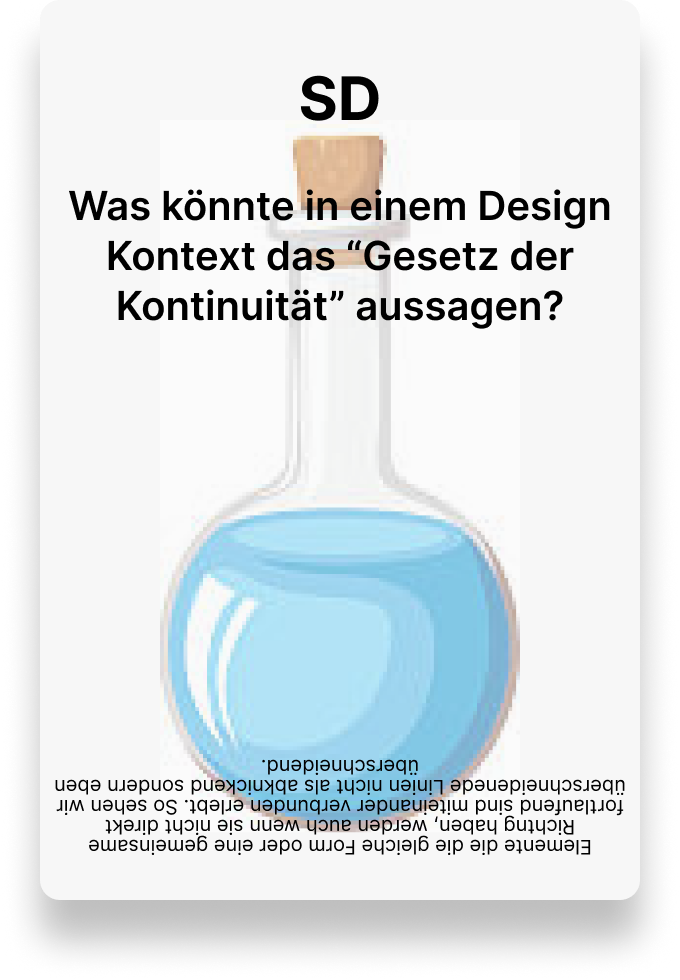 SD
Was könnte in einem Design
Kontext das “Gesetz der
Kontinuität” aussagen?
Elemente die die gleiche Form oder eine gemeinsame
Richtng haben, werden auch wenn sie nicht direkt
fortlaufend sind miteinander verbunden erlebt. So sehen wir
überschneidenede Linien nicht als abknickend sondern eben
überschneidend.